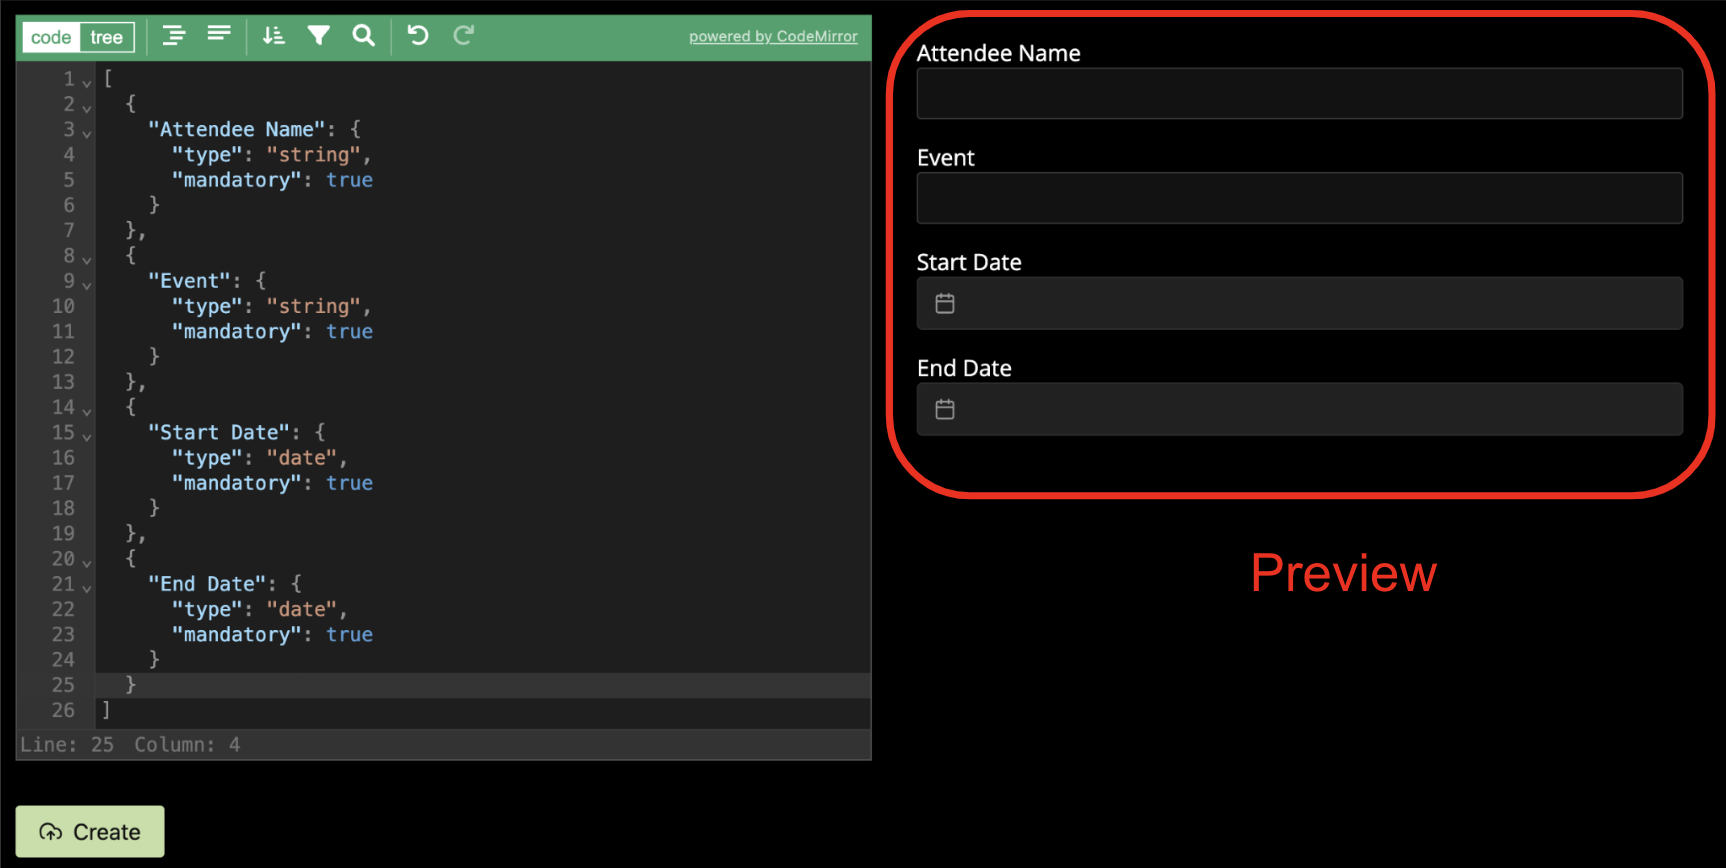 code tree powered by CodeMirror
1 [
2 {
3 "Attendee Name": {
4 "type": "string",
5 "mandatory": true
6 }
7 },
8 {
9 "Event": {
10 "type": "string",
11 "mandatory": true
12 }
13 },
14 {
15 "Start Date": {
16 "type": "date",
17 "mandatory": true
18 }
19 },
20 {
21 "End Date": {
22 "type": "date",
23 "mandatory": true
24 }
25 }
26 ]
Line: 25 Column: 4
Create
Attendee Name
Event
Start Date
End Date
Preview